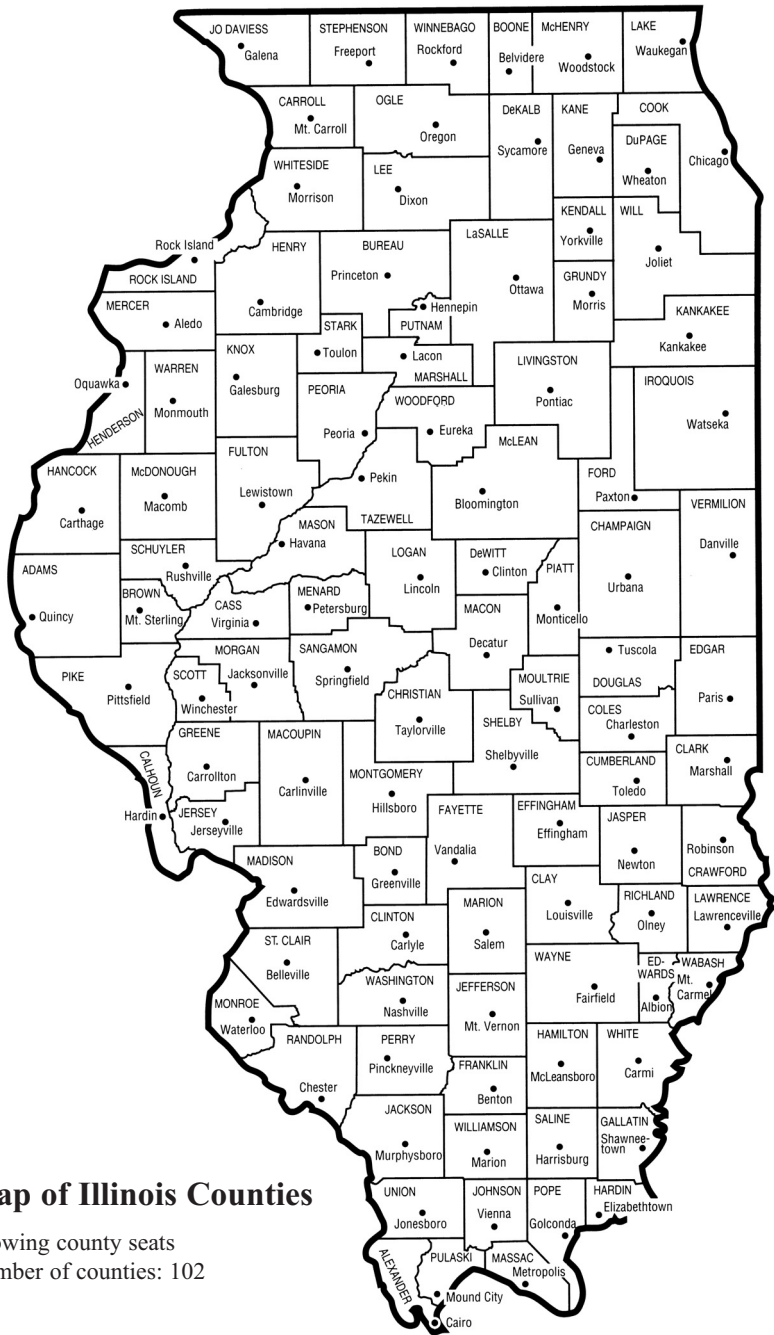 JO DAVIESS
Galena
STEPHENSON
Freeport
WINNEBAGO
Rockford
BOONE
Belvidere
McHENRY
Woodstock
LAKE
Waukegan
CARROLL
Mt. Carroll
OGLE
Oregon
DeKALB
Sycamore
KANE
Geneva
COOK
Chicago
DuPAGE
Wheaton
WHITESIDE
Morrison
LEE
Dixon
KENDALL
Yorkville
WILL
Joliet
LaSALLE
Ottawa
Rock Island
ROCK ISLAND
HENRY
Cambridge
BUREAU
Princeton
GRUNDY
Morris
MERCER
Aledo
Hennepin
PUTNAM
KANKAKEE
Kankakee
STARK
Toulon
Lacon
MARSHALL
KNOX
Galesburg
LIVINGSTON
Pontiac
WARREN
Monmouth
Oquawka
HENDERSON
PEORIA
Peoria
WOODFORD
Eureka
IROQUOIS
Watseka
McLEAN
Bloomington
HANCOCK
Carthage
McDONOUGH
Macomb
FULTON
Lewistown
Pekin
TAZEWELL
FORD
Paxton
VERMILION
Danville
MASON
Havana
CHAMPAIGN
Urbana
SCHUYLER
Rushville
LOGAN
Lincoln
DeWITT
Clinton
PIATT
Monticello
ADAMS
Quincy
BROWN
Mt. Sterling
CASS
Virginia
MENARD
Petersburg
MACON
Decatur
MORGAN
Jacksonville
SANGAMON
Springfield
Tuscola
DOUGLAS
EDGAR
Paris
PIKE
Pittsfield
SCOTT
Winchester
CHRISTIAN
Taylorville
MOULTRIE
Sullivan
COLES
Charleston
SHELBY
Shelbyville
GREENE
Carrollton
MACOUPIN
Carlinville
CALHOUN
Hardin
MONTGOMERY
Hillsboro
CUMBERLAND
Toledo
CLARK
Marshall
JERSEY
Jerseyville
FAYETTE
Vandalia
EFFINGHAM
Effingham
JASPER
Newton
Robinson
CRAWFORD
MADISON
Edwardsville
BOND
Greenville
CLAY
Louisville
RICHLAND
Olney
LAWRENCE
Lawrenceville
CLINTON
Carlyle
MARION
Salem
ST. CLAIR
Belleville
WAYNE
Fairfield
ED-
WARDS
Albion
WABASH
Mt.
Carmel
WASHINGTON
Nashville
JEFFERSON
Mt. Vernon
MONROE
Waterloo
RANDOLPH
Chester
PERRY
Pinckneyville
HAMILTON
McLeansboro
WHITE
Carmi
FRANKLIN
Benton
JACKSON
Murphysboro
WILLIAMSON
Marion
SALINE
Harrisburg
GALLATIN
Shawnee-
town
UNION
Jonesboro
JOHNSON
Vienna
POPE
Golconda
HARDIN
Elizabethtown
ALEXANDER
PULASKI
MASSAC
Metropolis
Mound City
Cairo
ap of Illinois Counties
owing county seats
mber of counties: 102